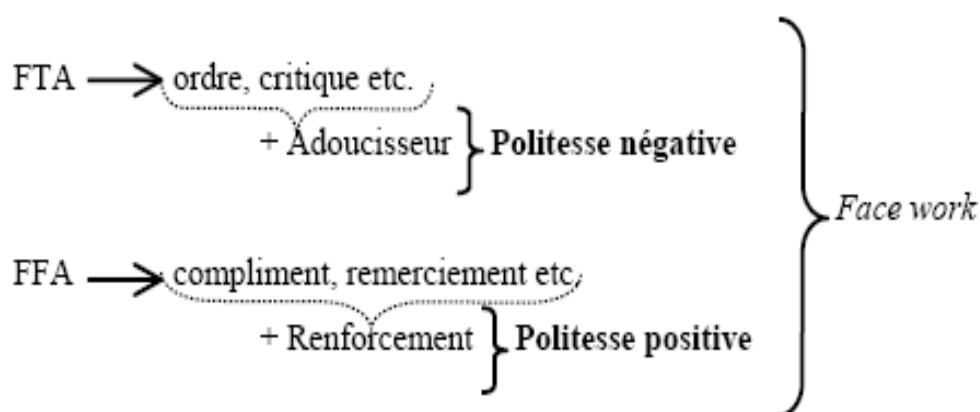 FTA ordre, critique etc.
+ Adoucisseur Politesse négative
Face work
FFA compliment, remerciement etc
+ Renforcement Politesse positive